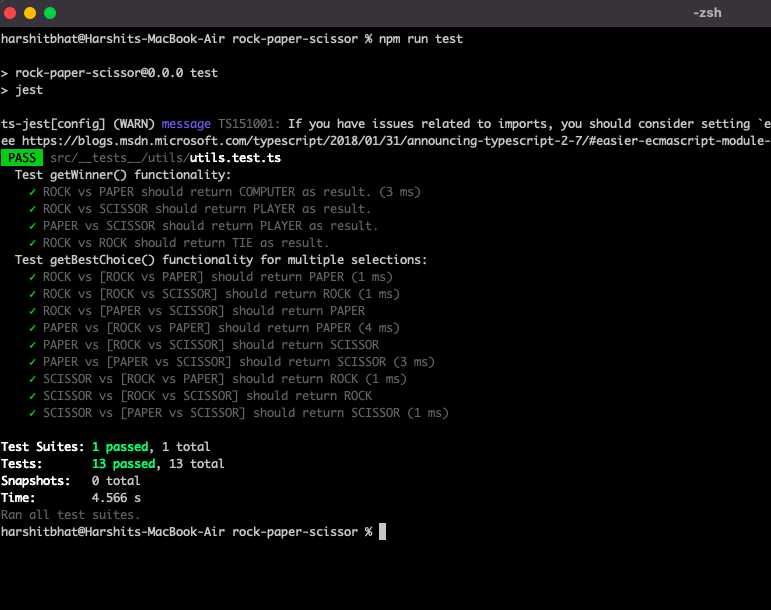 -zsh
harshitbhat@Harshits-MacBook-Air rock-paper-scissor % npm run test
> rock-paper-scissor@0.0.0 test
> jest
ts-jest[config] (WARN) message TS151001: If you have issues related to imports, you should consider setting `e
ee https://blogs.msdn.microsoft.com/typescript/2018/01/31/announcing-typescript-2-7/#easier-ecmascript-module-
PASS src/__tests__/utils/utils.test.ts
Test getWinner() functionality:
✓ ROCK vs PAPER should return COMPUTER as result. (3 ms)
✓ ROCK vs SCISSOR should return PLAYER as result.
✓ PAPER vs SCISSOR should return PLAYER as result.
✓ ROCK vs ROCK should return TIE as result.
Test getBestChoice() functionality for multiple selections:
✓ ROCK vs [ROCK vs PAPER] should return PAPER (1 ms)
✓ ROCK vs [ROCK vs SCISSOR] should return ROCK (1 ms)
✓ ROCK vs [PAPER vs SCISSOR] should return PAPER
✓ PAPER vs [ROCK vs PAPER] should return PAPER (4 ms)
✓ PAPER vs [ROCK vs SCISSOR] should return SCISSOR
✓ PAPER vs [PAPER vs SCISSOR] should return SCISSOR (3 ms)
✓ SCISSOR vs [ROCK vs PAPER] should return ROCK (1 ms)
✓ SCISSOR vs [ROCK vs SCISSOR] should return ROCK
✓ SCISSOR vs [PAPER vs SCISSOR] should return SCISSOR (1 ms)
Test Suites: 1 passed, 1 total
Tests: 13 passed, 13 total
Snapshots: 0 total
Time: 4.566 s
Ran all test suites.
harshitbhat@Harshits-MacBook-Air rock-paper-scissor %